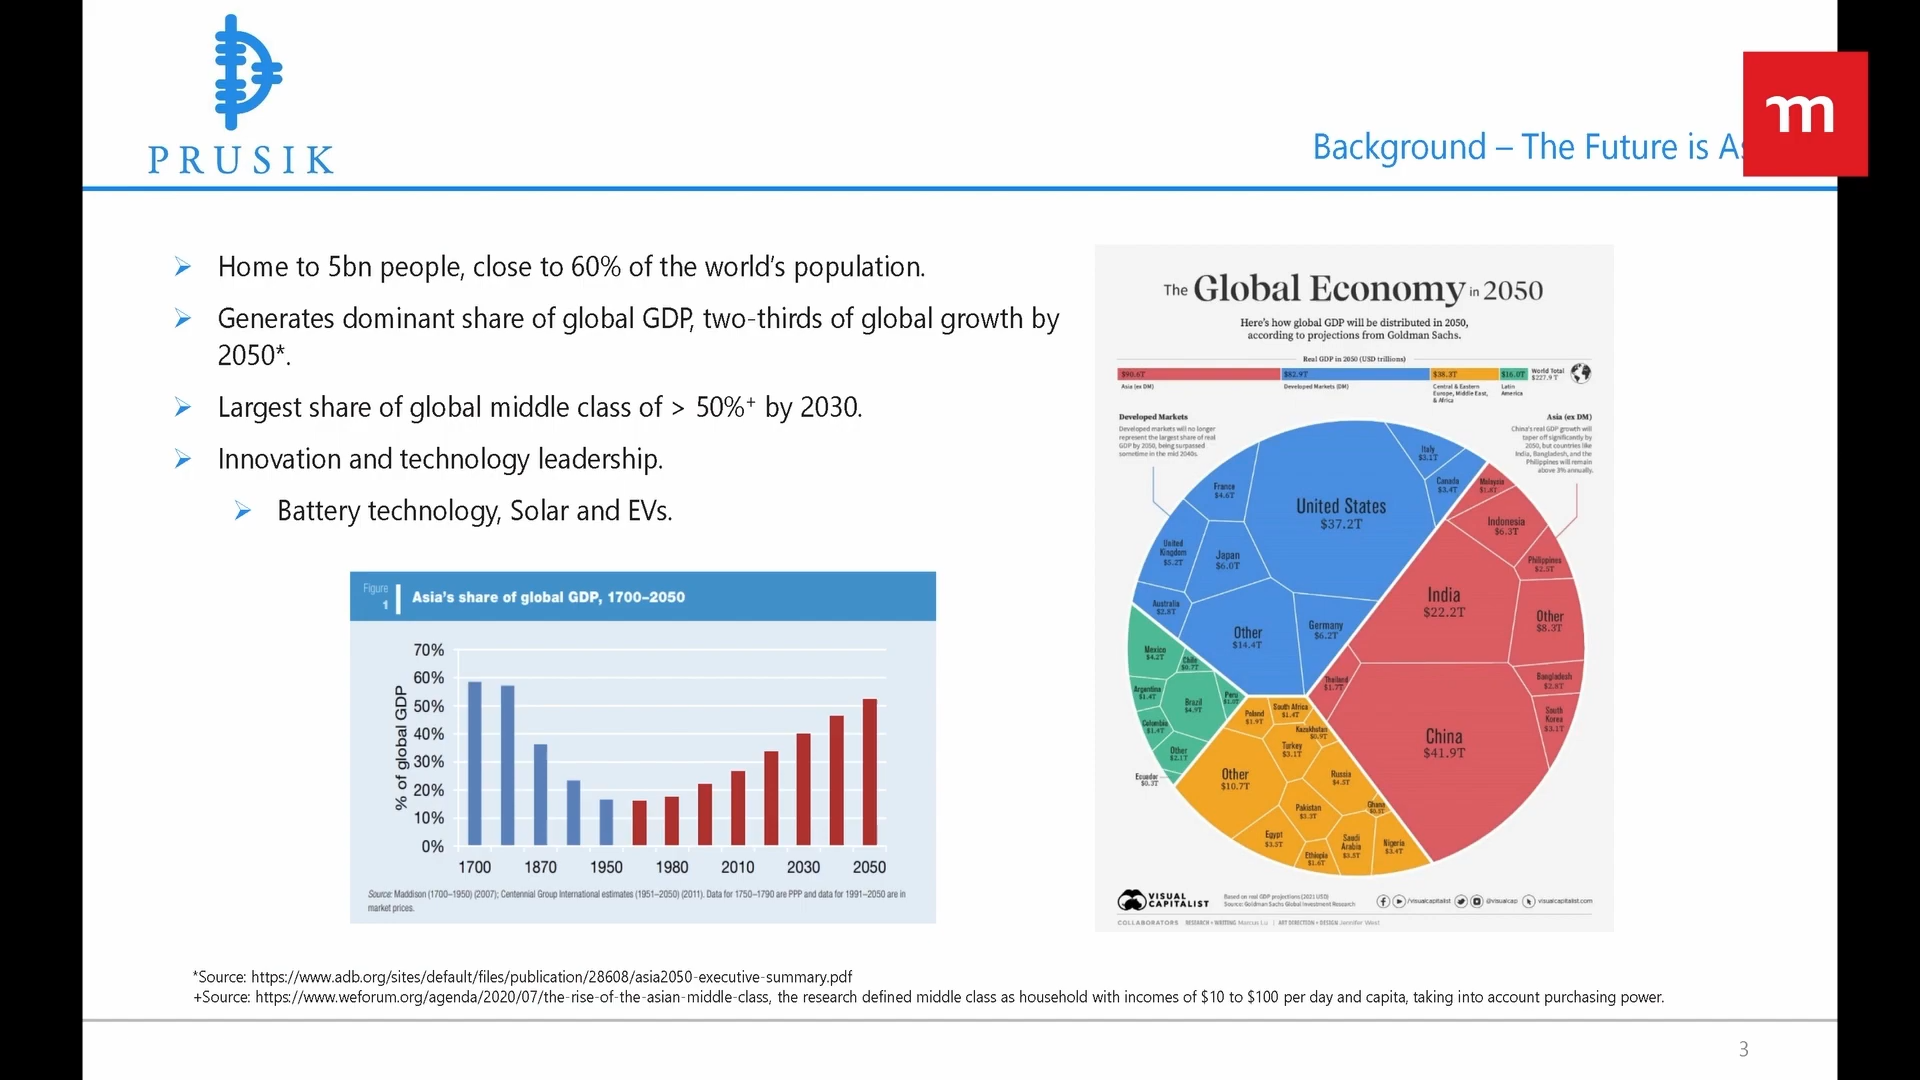 PRUSIK
m
Background – The Future is
Home to 5bn people, close to 60% of the world's population.
Generates dominant share of global GDP, two-thirds of global growth by
2050*.
Largest share of global middle class of > 50%+ by 2030.
Innovation and technology leadership.
Battery technology, Solar and EVs.
Figure
1
Asia's share of global GDP, 1700–2050
% of global GDP
70%
60%
50%
40%
30%
20%
10%
0%
1700 1870 1950 1980 2010 2030 2050
Source: Maddison (1700–1950) (2007); Centennial Group International estimates (1951–2050) (2011). Data for 1750–1790 are PPP and data for 1991–2050 are in
market prices.
The Global Economy in 2050
Here's how global GDP will be distributed in 2050,
according to projections from Goldman Sachs.
Real GDP in 2050 (USD trillions)
$90.6T
$82.9T
$38.3T
$16.0T
World Total
$227.9 T
Asia (ex DM)
Developed Markets (DM)
Central & Eastern
Europe, Middle East,
& Africa
Latin
America
Developed Markets
Developed markets will no longer
represent the largest share of real
GDP by 2050, being surpassed
sometime in the mid 2040s.
Asia (ex DM)
China's real GDP growth will
taper off significantly by
2050, but countries like
India, Bangladesh, and the
Philippines will remain
above 3% annually.
Italy
$3.1T
Canada
$3.4T
France
$4.6T
United States
$37.2T
United
Kingdom
$5.2T
Japan
$6.0T
Australia
$2.8T
Other
$14.4T
Germany
$6.2T
Malaysia
Indonesia
$6.3T
Philippines
India
$22.2T
Other
$8.3T
Thailand
$1.7T
Bangladesh
South
Korea
$3.1T
China
$41.9T
Mexico
$4.2T
Chile
$0.7T
Argentina
$1.4T
Brazil
$4.9T
Peru
Colombia
$1.4T
Other
$2.1T
Ecuador
$0.3T
Poland
$1.9T
South Africa
$1.4T
Kazakhstan
$0.9T
Turkey
$3.1T
Other
$10.7T
Russia
$4.5T
Pakistan
$3.3T
Ghana
Egypt
$3.5T
Ethiopia
$1.6T
Saudi
Arabia
$3.5T
Nigeria
$3.4T
VISUAL
CAPITALIST
Based on real GDP projections (2021 USD)
Source: Goldman Sachs Global Investment Research
/visualcapitalist @visualcap visualcapitalist.com
COLLABORATORS RESEARCH + WRITING Marcus Lu | ART DIRECTION + DESIGN Jennifer West
*Source: https://www.adb.org/sites/default/files/publication/28608/asia2050-executive-summary.pdf
+Source: https://www.weforum.org/agenda/2020/07/the-rise-of-the-asian-middle-class, the research defined middle class as household with incomes of $10 to $100 per day and capita, taking into account purchasing power.
3